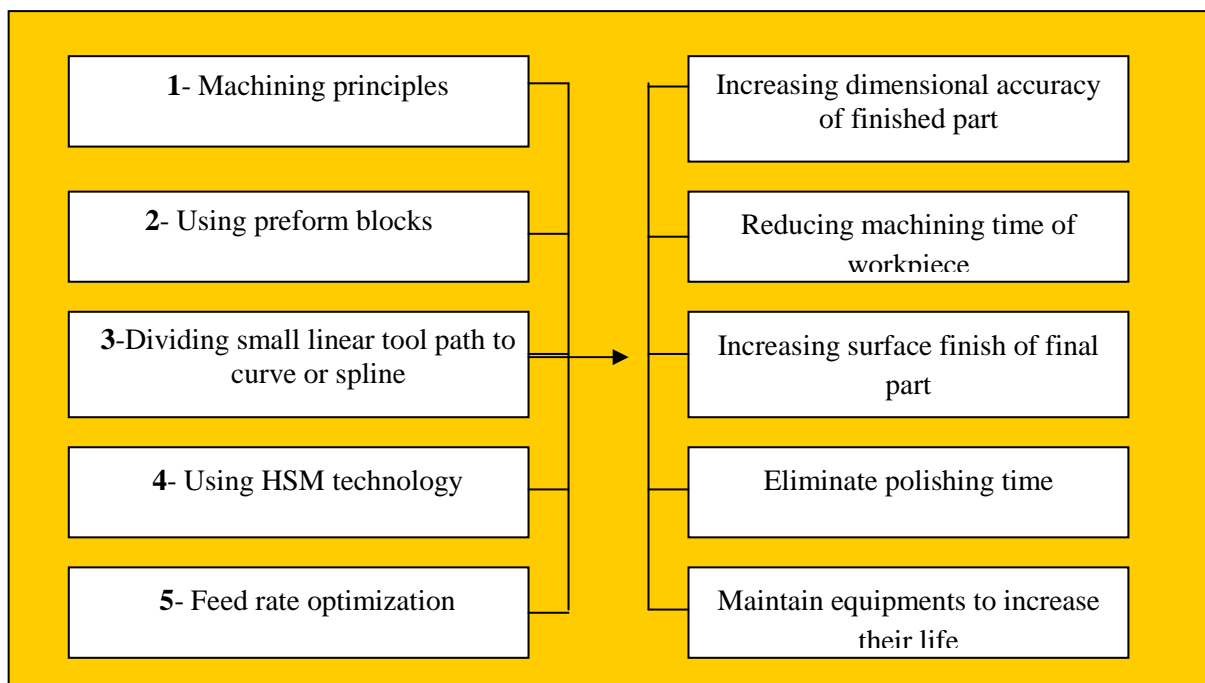 1- Machining principles
2- Using preform blocks
3-Dividing small linear tool path to
curve or spline
4- Using HSM technology
5- Feed rate optimization
Increasing dimensional accuracy
of finished part
Reducing machining time of
workpiece
Increasing surface finish of final
part
Eliminate polishing time
Maintain equipments to increase
their life